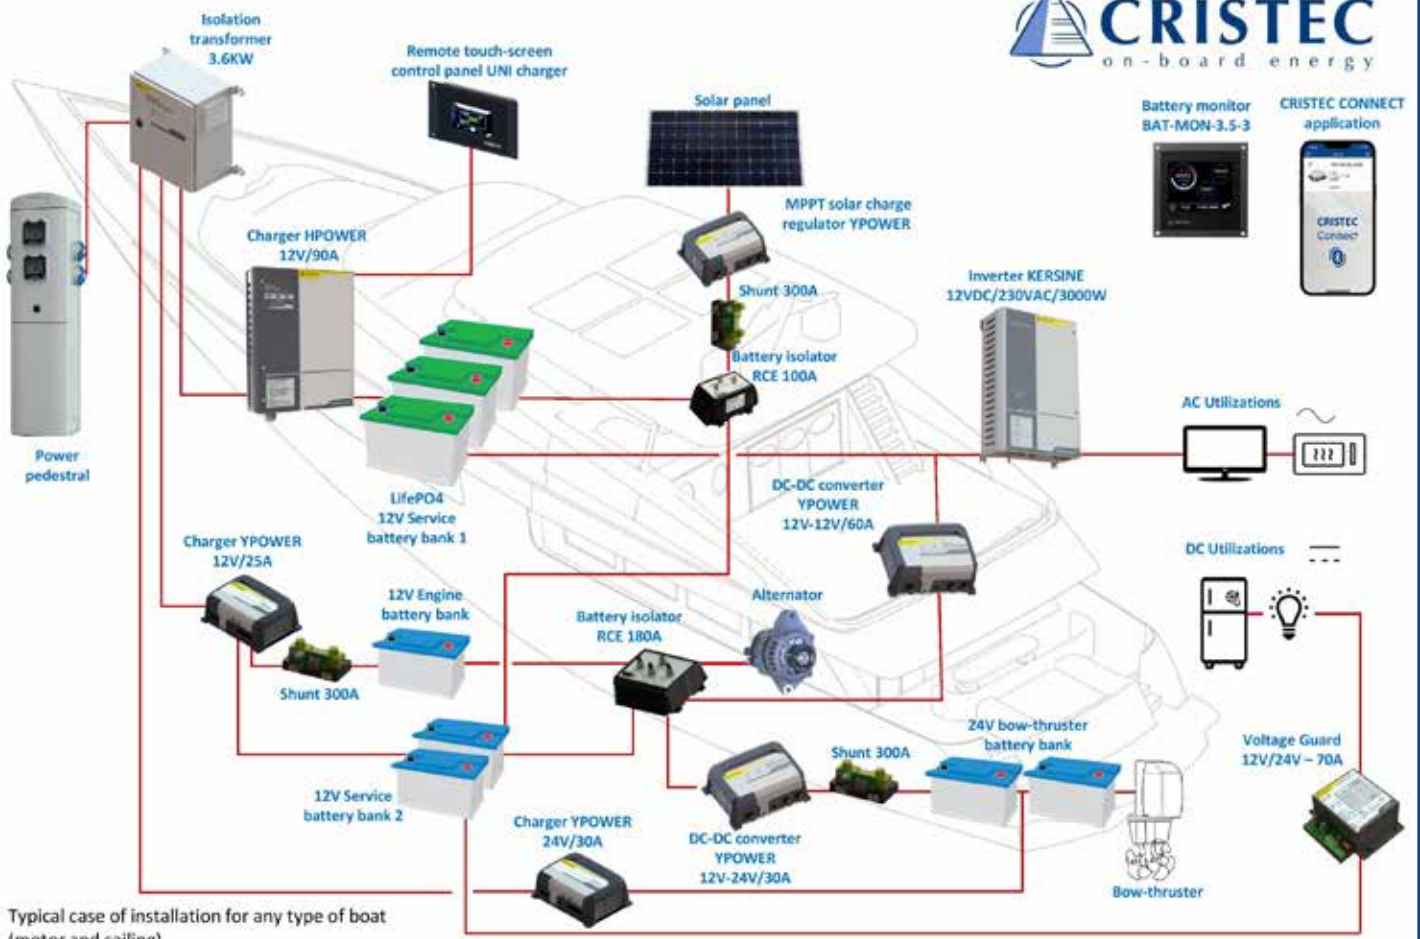 Isolation
transformer
3.6KW
Remote touch-screen
control panel UNI charger
CRISTEC
on-board energy
Solar panel
Battery monitor
BAT-MON-3.5-3
CRISTEC CONNECT
application
CRISTEC
Connect
MPPT solar charge
regulator YPOWER
Charger HPOWER
12V/90A
Shunt 300A
Inverter KERSINE
12VDC/230VAC/3000W
Battery isolator
RCE 100A
AC Utilizations
Power
pedestral
LifePO4
12V Service
battery bank 1
DC-DC converter
YPOWER
12V-12V/60A
Charger YPOWER
12V/25A
DC Utilizations
12V Engine
battery bank
Battery isolator
RCE 180A
Alternator
Shunt 300A
24V bow-thruster
battery bank
Shunt 300A
Voltage Guard
12V/24V – 70A
12V Service
battery bank 2
Charger YPOWER
24V/30A
DC-DC converter
YPOWER
12V-24V/30A
Bow-thruster
Typical case of installation for any type of boat
(motor and sailing)